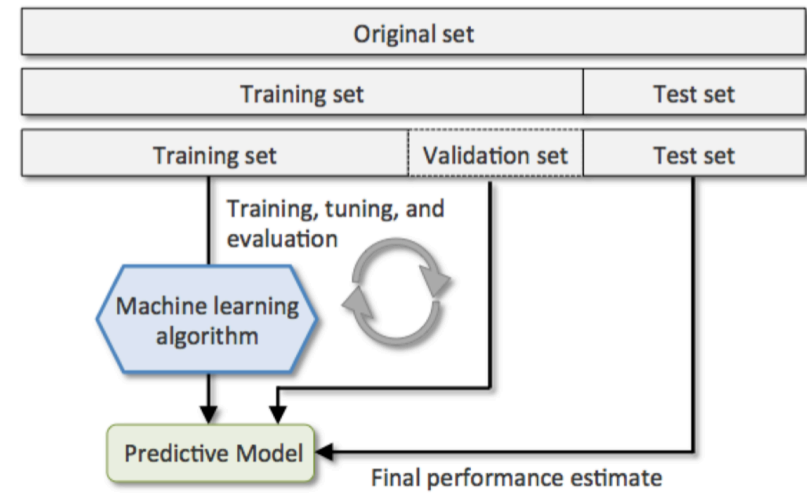 Original set
Training set
Test set
Training set
Validation set
Test set
Training, tuning, and
evaluation
Machine learning
algorithm
Predictive Model
Final performance estimate